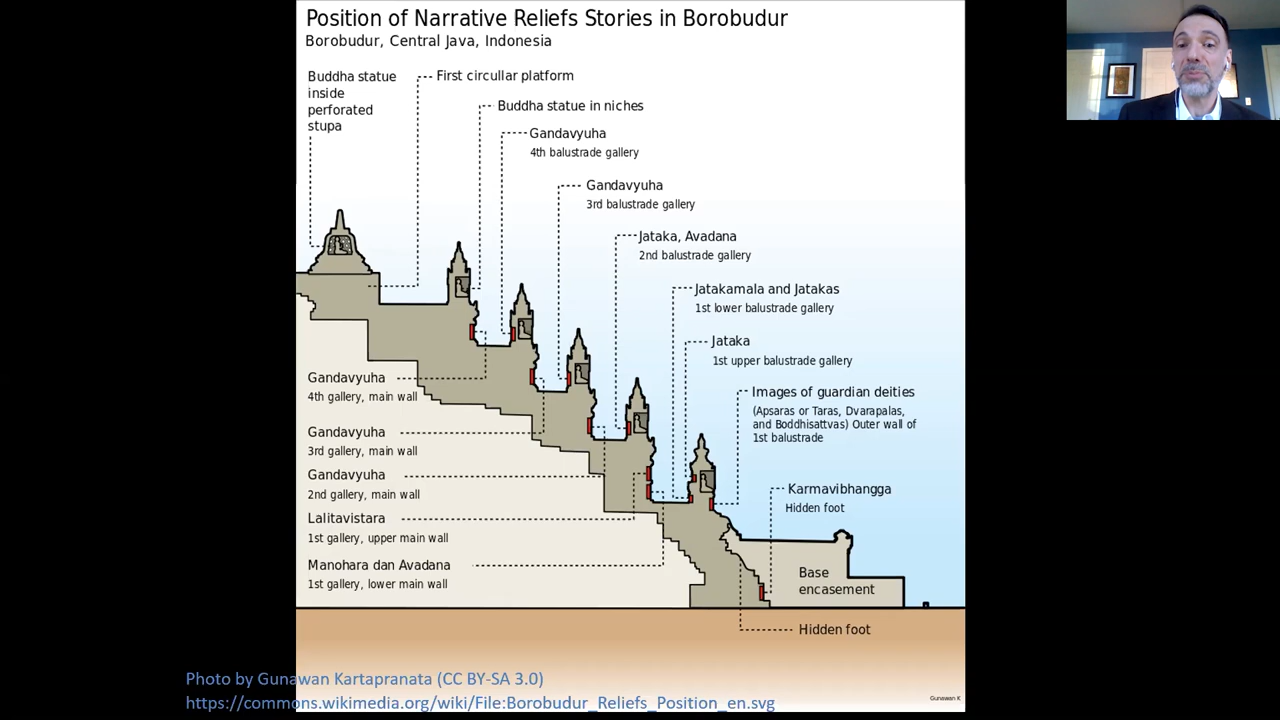 Position of Narrative Reliefs Stories in Borobudur
Borobudur, Central Java, Indonesia
Buddha statue
inside
perforated
stupa
First circullar platform
Buddha statue in niches
Gandavyuha
4th balustrade gallery
Gandavyuha
3rd balustrade gallery
Jataka, Avadana
2nd balustrade gallery
Jatakamala and Jatakas
1st lower balustrade gallery
Jataka
1st upper balustrade gallery
Images of guardian deities
(Apsaras or Taras, Dvarapalas,
and Boddhisattvas) Outer wall of
1st balustrade
Karmavibhangga
Hidden foot
Gandavyuha
4th gallery, main wall
Gandavyuha
3rd gallery, main wall
Gandavyuha
2nd gallery, main wall
Lalitavistara
1st gallery, upper main wall
Manohara dan Avadana
1st gallery, lower main wall
Base
encasement
Hidden foot
Photo by Gunawan Kartapranata (CC BY-SA 3.0)
https://commons.wikimedia.org/wiki/File:Borobudur_Reliefs_Position_en.svg
Gunawan K